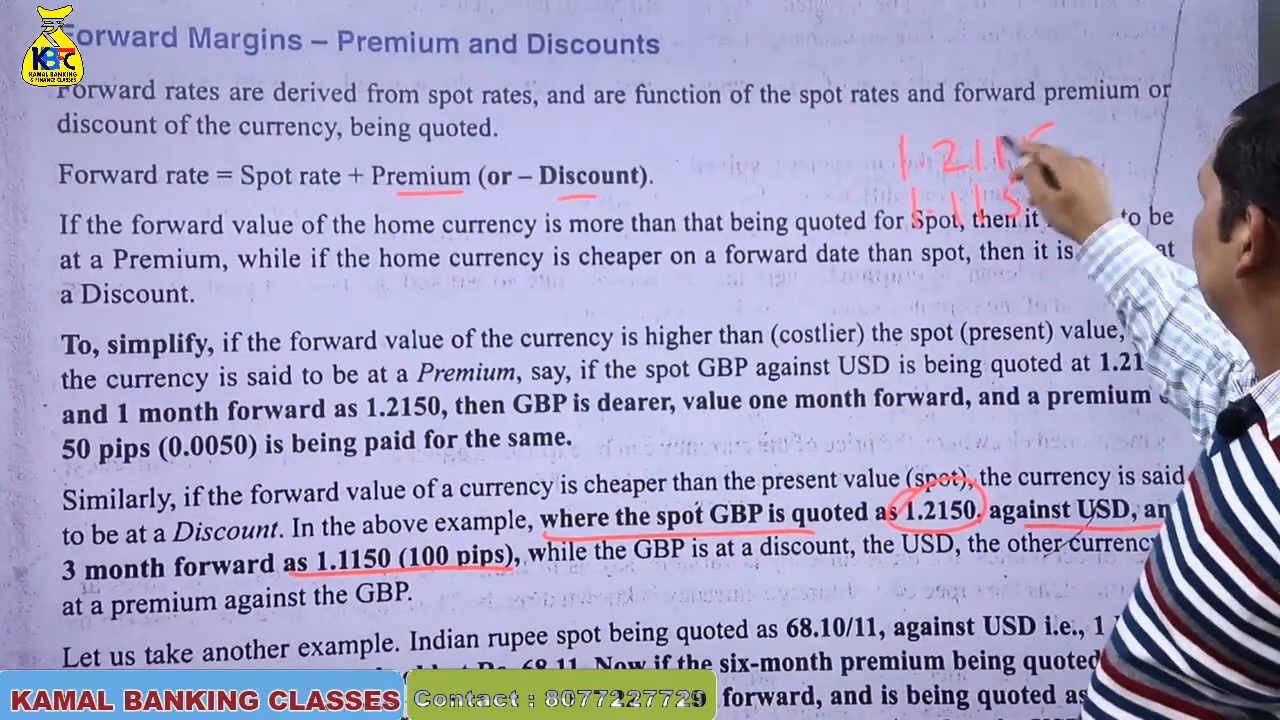 KBFC
KAMAL BANKING
& FINANCE CLASSES
Forward Margins – Premium and Discounts
Forward rates are derived from spot rates, and are function of the spot rates and forward premium or
discount of the currency, being quoted.
1.211
Forward rate = Spot rate + Premium (or – Discount).
1.115
If the forward value of the home currency is more than that being quoted for Spot, then it to be
at a Premium, while if the home currency is cheaper on a forward date than spot, then it is at
a Discount.
To, simplify, if the forward value of the currency is higher than (costlier) the spot (present) value,
the currency is said to be at a Premium, say, if the spot GBP against USD is being quoted at 1.21
and 1 month forward as 1.2150, then GBP is dearer, value one month forward, and a premium
50 pips (0.0050) is being paid for the same.
Similarly, if the forward value of a currency is cheaper than the present value (spot), the currency is said
to be at a Discount. In the above example, where the spot GBP is quoted as 1.2150, against USD, an
3 month forward as 1.1150 (100 pips), while the GBP is at a discount, the USD, the other currency
at a premium against the GBP.
Let us take another example. Indian rupee spot being quoted as 68.10/11, against USD i.e., 1
Rs. 68.11. Now if the six-month premium being quoted
forward, and is being quoted as
KAMAL BANKING CLASSES
Contact : 8077227729